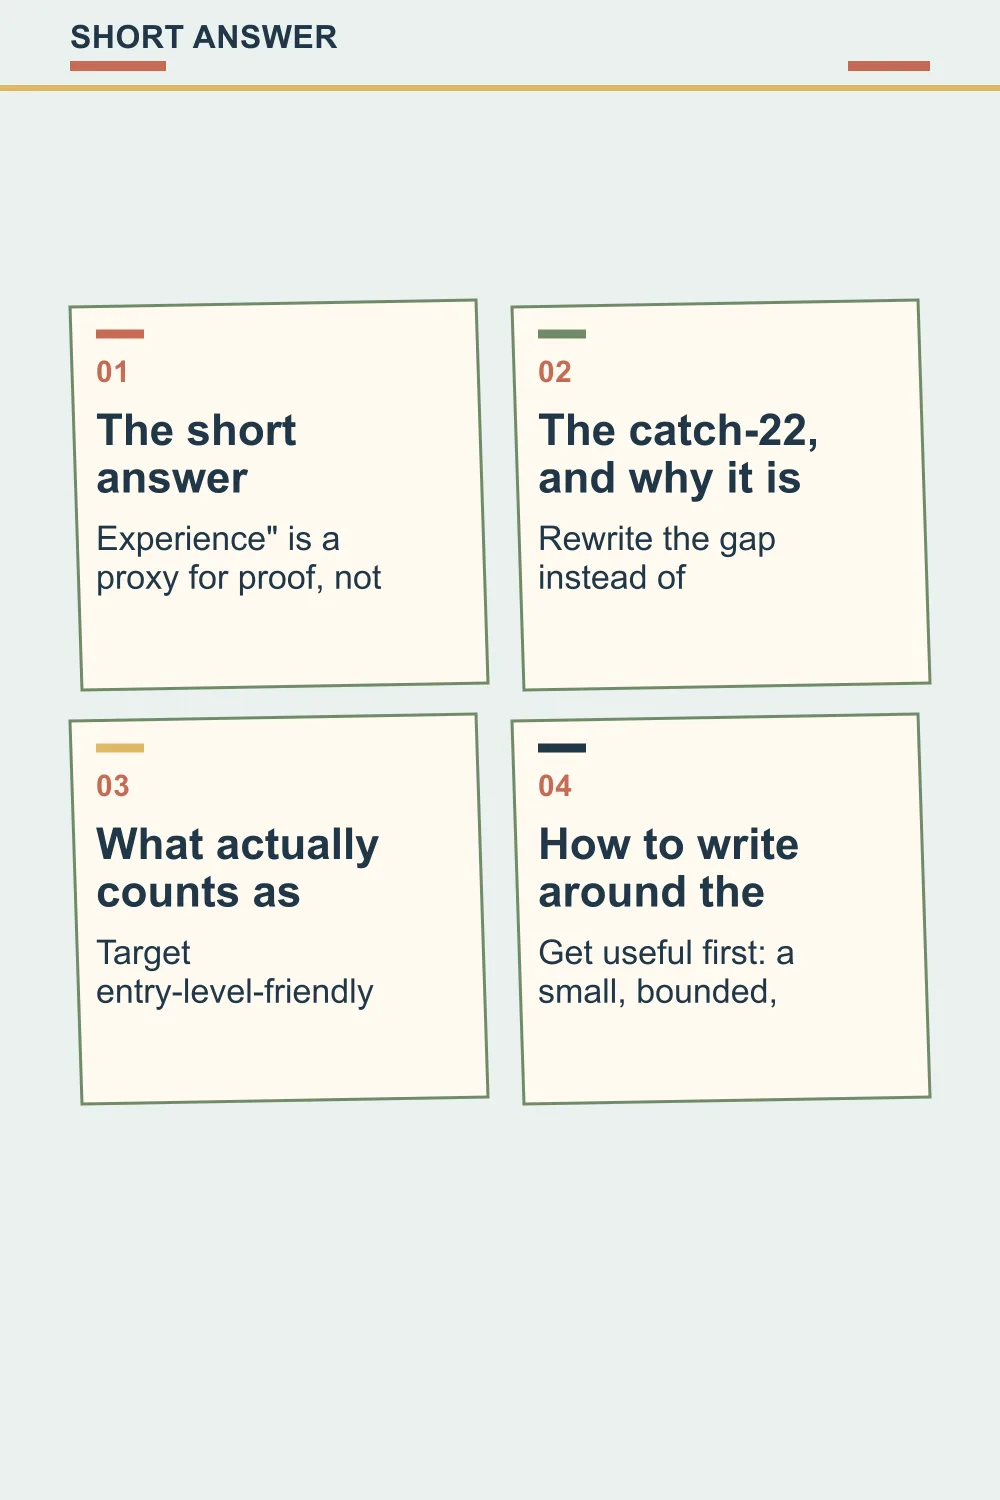 SHORT ANSWER
01
The short
answer
Experience" is a
proxy for proof, not
02
The catch-22,
and why it is
Rewrite the gap
instead of
03
What actually
counts as
Target
entry-level-friendly
04
How to write
around the
Get useful first: a
small, bounded,